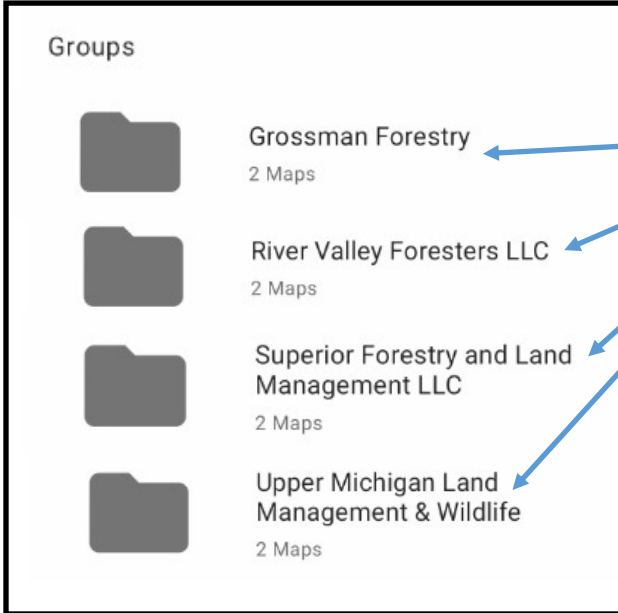 Groups
Grossman Forestry
2 Maps
River Valley Foresters LLC
2 Maps
Superior Forestry and Land
Management LLC
2 Maps
Upper Michigan Land
Management & Wildlife
2 Maps